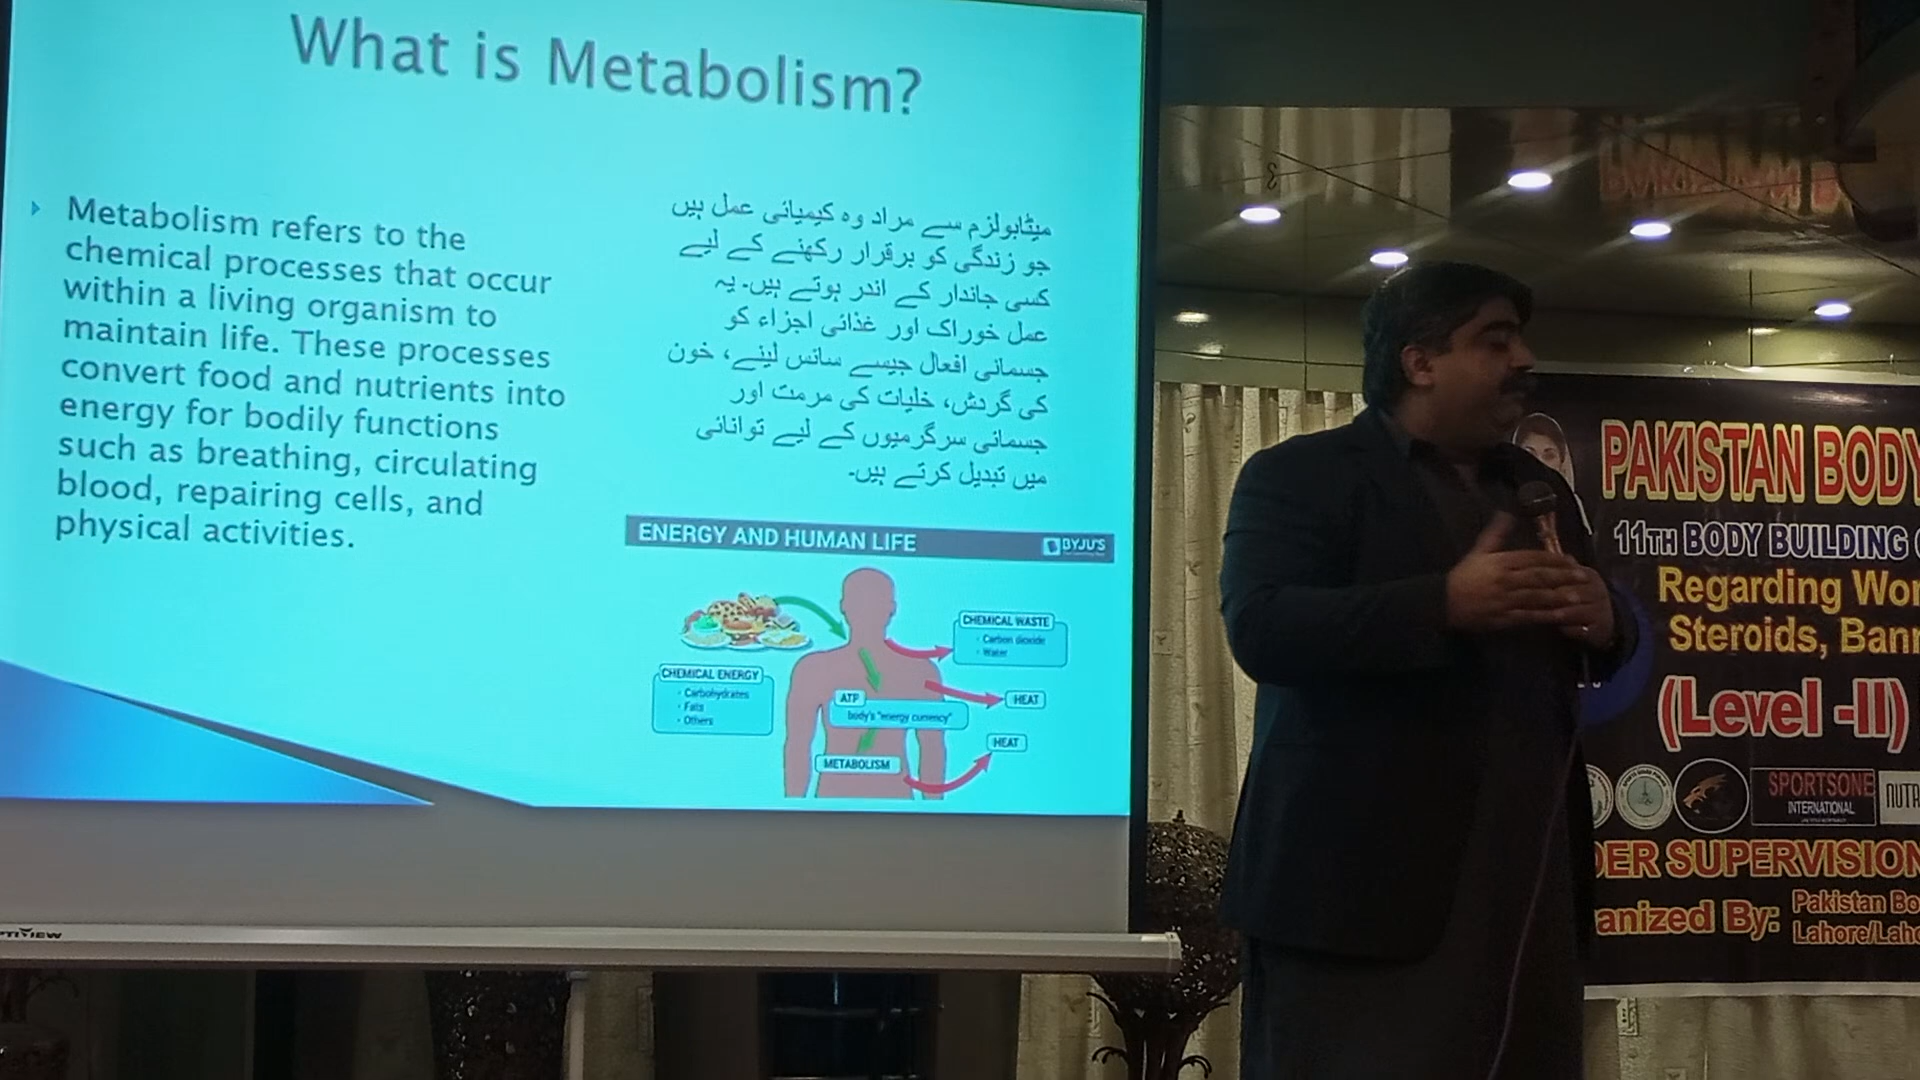 What is Metabolism?
Metabolism refers to the
chemical processes that occur
within a living organism to
maintain life. These processes
convert food and nutrients into
energy for bodily functions
such as breathing, circulating
blood, repairing cells, and
physical activities.
میٹابولزم سے مراد وہ کیمیائی عمل ہیں
جو زندگی کو برقرار رکھنے کے لیے
کسی جاندار کے اندر ہوتے ہیں۔ یہ
عمل خوراک اور غذائی اجزاء کو
جسمانی افعال جیسے سانس لینے، خون
کی گردش، خلیات کی مرمت اور
جسمانی سرگرمیوں کے لیے توانائی
میں تبدیل کرتے ہیں۔
ENERGY AND HUMAN LIFE
BYJU'S
CHEMICAL WASTE
· Carbon dioxide
· Water
CHEMICAL ENERGY
· Carbohydrates
· Fats
· Others
ATP
body's "energy currency"
HEAT
HEAT
METABOLISM
PAKISTAN BODY
11TH BODY BUILDING
Regarding Wor
Steroids, Bann
(Level -II)
SPORTSONE
INTERNATIONAL
NUTR
DER SUPERVISION
anized By:
Pakistan Bo
Lahore/Laho